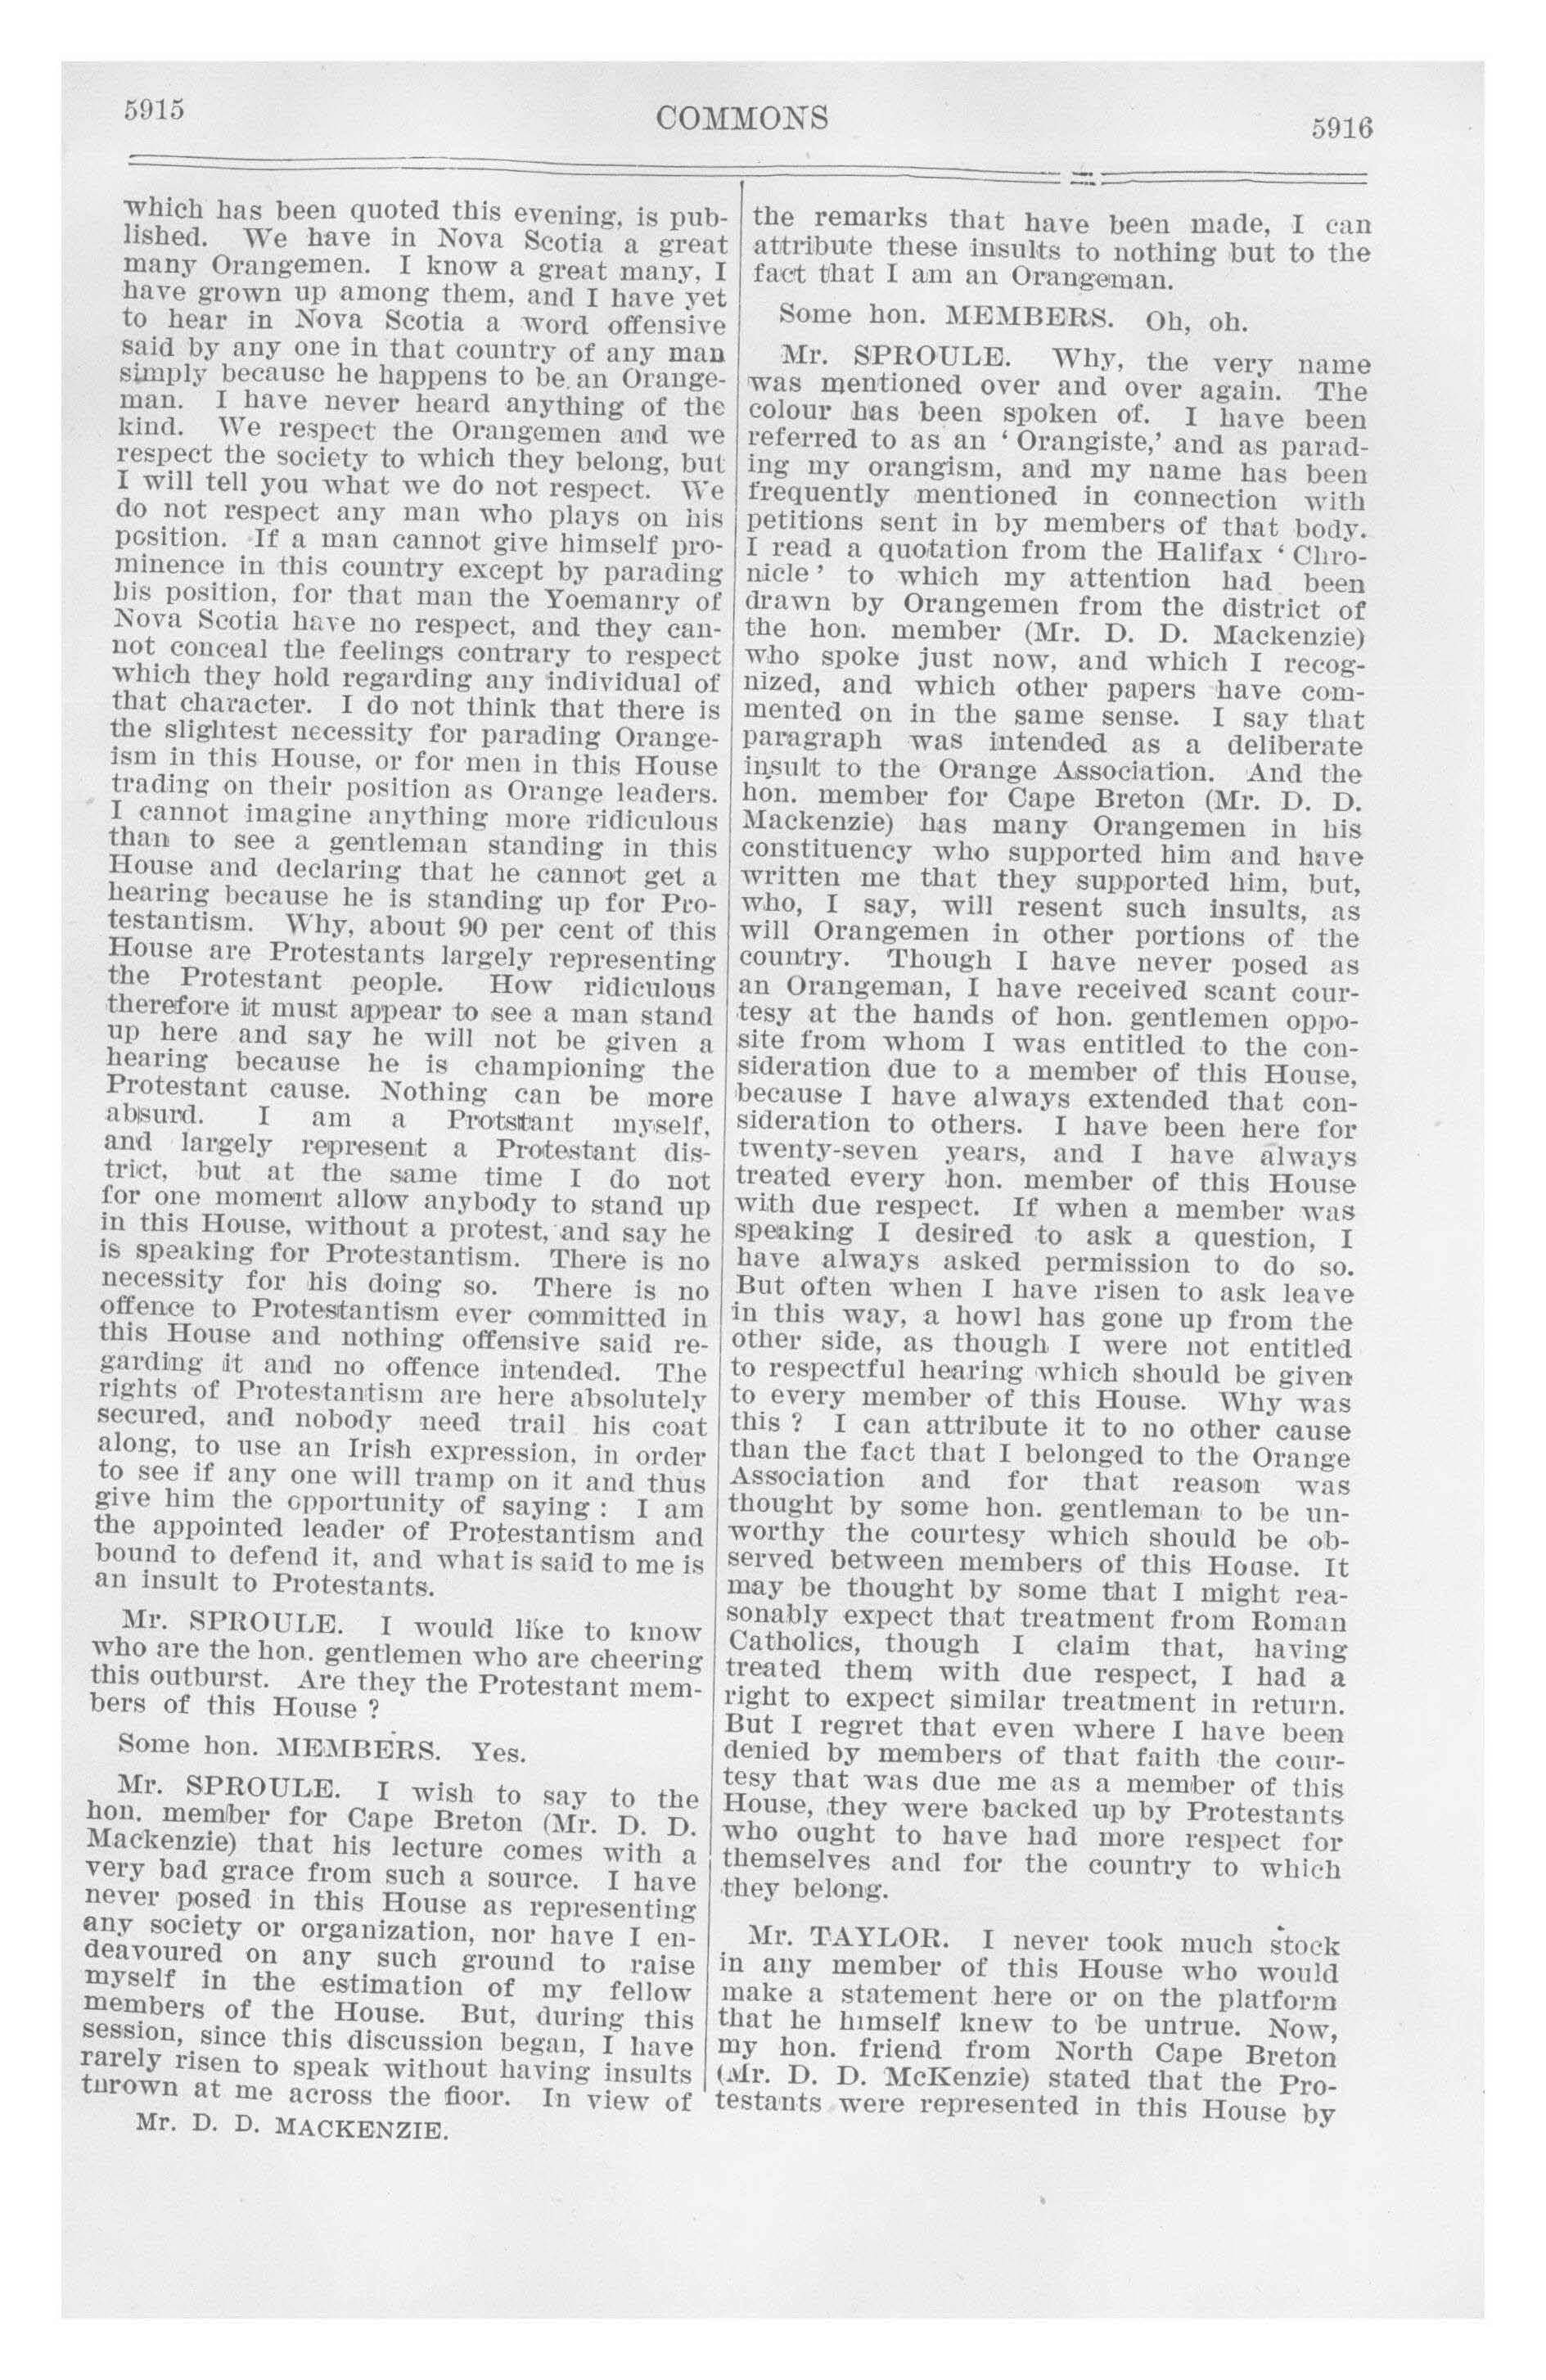 5915
COMMONS
5916
which has been quoted this evening, is pub-
lished. We have in Nova Scotia a great
many Orangemen. I know a great many, I
have grown up among them, and I have yet
to hear in Nova Scotia a word offensive
said by any one in that country of any man
simply because he happens to be an Orange-
man. I have never heard anything of the
kind. We respect the Orangemen and we
respect the society to which they belong, but
I will tell you what we do not respect. We
do not respect any man who plays on his
position. If a man cannot give himself pro-
minence in this country except by parading
his position, for that man the Yoemanry of
Nova Scotia have no respect, and they can-
not conceal the feelings contrary to respect
which they hold regarding any individual of
that character. I do not think that there is
the slightest necessity for parading Orange-
ism in this House, or for men in this House
trading on their position as Orange leaders.
I cannot imagine anything more ridiculous
than to see a gentleman standing in this
House and declaring that he cannot get a
hearing because he is standing up for Pro-
testantism. Why, about 90 per cent of this
House are Protestants largely representing
the Protestant people. How ridiculous
therefore it must appear to see a man stand
up here and say he will not be given a
hearing because he is championing the
Protestant cause. Nothing can be more
absurd. I am a Protsttant myself,
and largely represent a Protestant dis-
trict, but at the same time I do not
for one moment allow anybody to stand up
in this House, without a protest, and say he
is speaking for Protestantism. There is no
necessity for his doing so. There is no
offence to Protestantism ever committed in
this House and nothing offensive said re-
garding it and no offence intended. The
rights of Protestantism are here absolutely
secured, and nobody need trail his coat
along, to use an Irish expression, in order
to see if any one will tramp on it and thus
give him the opportunity of saying : I am
the appointed leader of Protestantism and
bound to defend it, and what is said to me is
an insult to Protestants.
Mr. SPROULE. I would like to know
who are the hon. gentlemen who are cheering
this outburst. Are they the Protestant mem-
bers of this House ?
Some hon. MEMBERS. Yes.
Mr. SPROULE. I wish to say to the
hon. member for Cape Breton (Mr. D. D.
Mackenzie) that his lecture comes with a
very bad grace from such a source. I have
never posed in this House as representing
any society or organization, nor have I en-
deavoured on any such ground to raise
myself in the estimation of my fellow
members of the House. But, during this
session, since this discussion began, I have
rarely risen to speak without having insults
thrown at me across the floor. In view of
Mr. D. D. MACKENZIE.
the remarks that have been made, I can
attribute these insults to nothing but to the
fact that I am an Orangeman.
Some hon. MEMBERS. Oh, oh.
Mr. SPROULE. Why, the very name
was mentioned over and over again. The
colour has been spoken of. I have been
referred to as an ' Orangiste,' and as parad-
ing my orangism, and my name has been
frequently mentioned in connection with
petitions sent in by members of that body.
I read a quotation from the Halifax ' Chro-
nicle ' to which my attention had been
drawn by Orangemen from the district of
the hon. member (Mr. D. D. Mackenzie)
who spoke just now, and which I recog-
nized, and which other papers have com-
mented on in the same sense. I say that
paragraph was intended as a deliberate
insult to the Orange Association. And the
hon. member for Cape Breton (Mr. D. D.
Mackenzie) has many Orangemen in his
constituency who supported him and have
written me that they supported him, but,
who, I say, will resent such insults, as
will Orangemen in other portions of the
country. Though I have never posed as
an Orangeman, I have received scant cour-
tesy at the hands of hon. gentlemen oppo-
site from whom I was entitled to the con-
sideration due to a member of this House,
because I have always extended that con-
sideration to others. I have been here for
twenty-seven years, and I have always
treated every hon. member of this House
with due respect. If when a member was
speaking I desired to ask a question, I
have always asked permission to do so.
But often when I have risen to ask leave
in this way, a howl has gone up from the
other side, as though I were not entitled
to respectful hearing which should be given
to every member of this House. Why was
this ? I can attribute it to no other cause
than the fact that I belonged to the Orange
Association and for that reason was
thought by some hon. gentleman to be un-
worthy the courtesy which should be ob-
served between members of this House. It
may be thought by some that I might rea-
sonably expect that treatment from Roman
Catholics, though I claim that, having
treated them with due respect, I had a
right to expect similar treatment in return.
But I regret that even where I have been
denied by members of that faith the cour-
tesy that was due me as a member of this
House, they were backed up by Protestants
who ought to have had more respect for
themselves and for the country to which
they belong.
Mr. TAYLOR. I never took much stock
in any member of this House who would
make a statement here or on the platform
that he himself knew to be untrue. Now,
my hon. friend from North Cape Breton
(Mr. D. D. McKenzie) stated that the Pro-
testants were represented in this House by